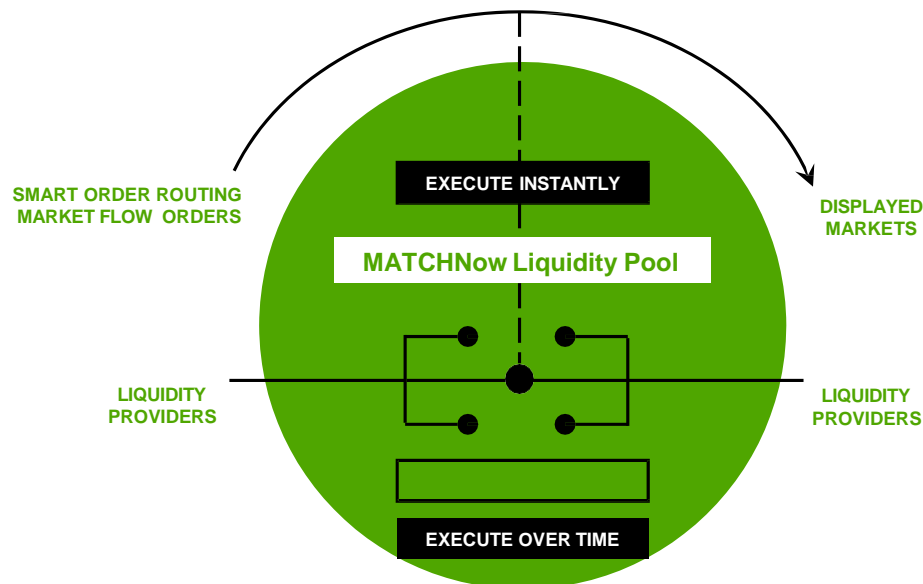 EXECUTE INSTANTLY
SMART ORDER ROUTING
MARKET FLOW ORDERS
DISPLAYED
MARKETS
MATCHNow Liquidity Pool
LIQUIDITY
PROVIDERS
LIQUIDITY
PROVIDERS
EXECUTE OVER TIME